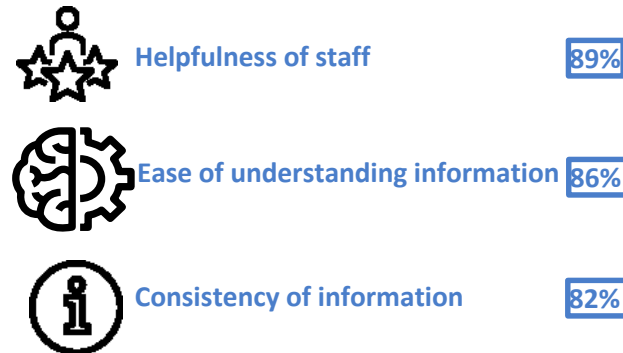 Helpfulness of staff 89%
Ease of understanding information 86%
Consistency of information 82%